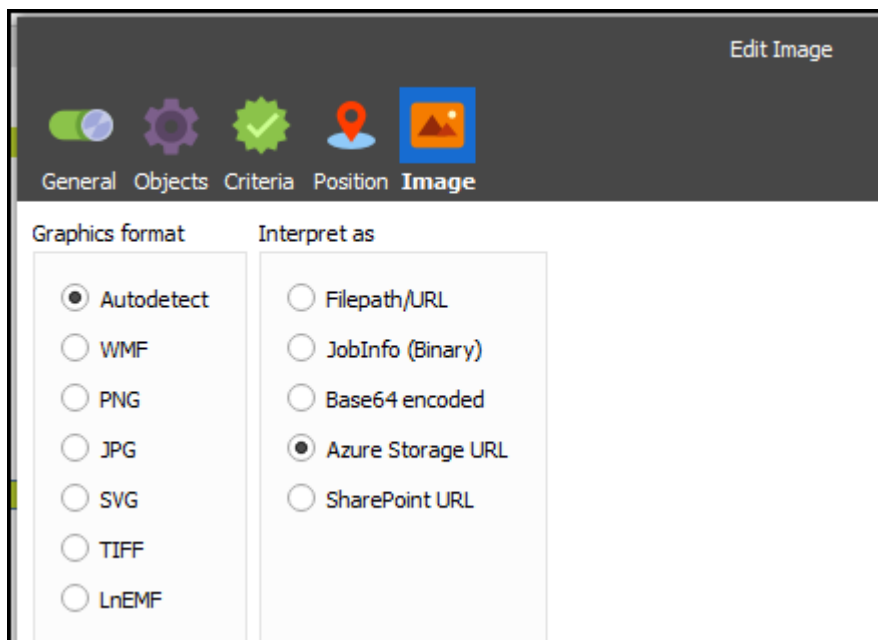 Edit Image
General Objects Criteria Position Image
Graphics format
Autodetect
WMF
PNG
JPG
SVG
TIFF
LnEMF
Interpret as
Filepath/URL
JobInfo (Binary)
Base64 encoded
Azure Storage URL
SharePoint URL